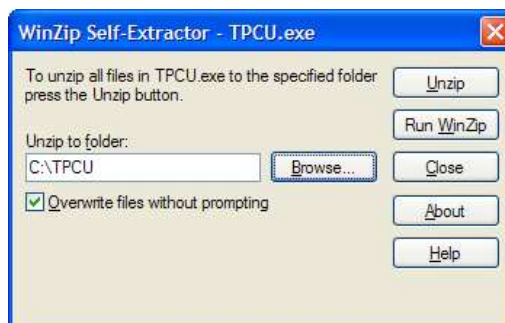 WinZip Self-Extractor - TPCU.exe
To unzip all files in TPCU.exe to the specified folder
press the Unzip button.
Unzip to folder:
C:\TPCU
Browse...
Overwrite files without prompting
Unzip
Run WinZip
Close
About
Help